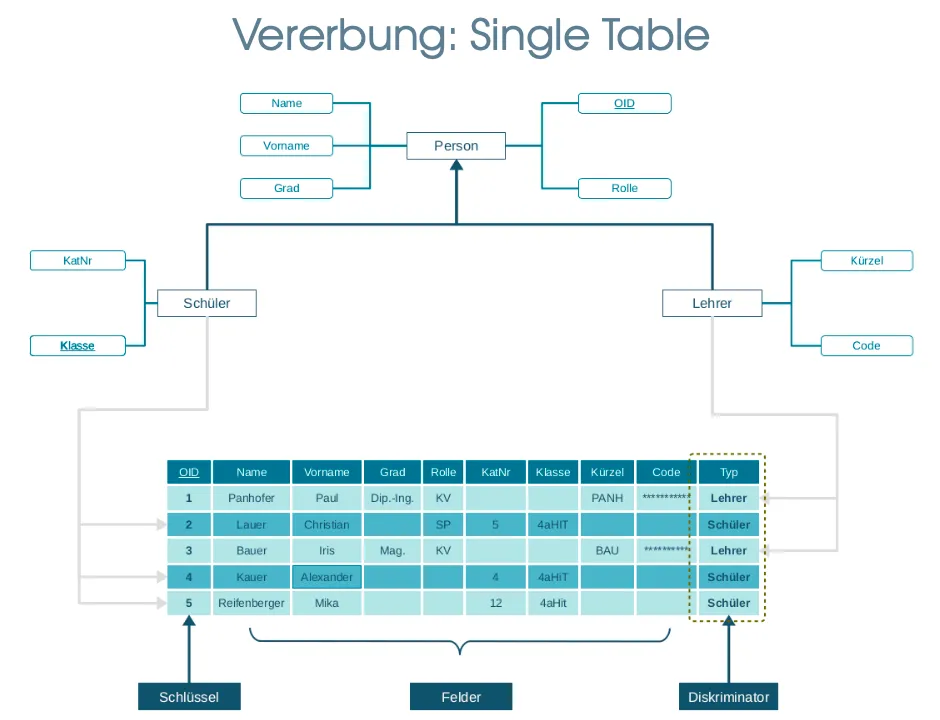 Vererbung: Single Table
Name
OID
Vorname
Person
Grad
Rolle
KatNr
Kürzel
Schüler
Lehrer
Klasse
Code
OID Name Vorname Grad Rolle KatNr Klasse Kürzel Code Typ
1 Panhofer Paul Dip.-Ing. KV PANH *********** Lehrer
2 Lauer Christian SP 5 4aHIT Schüler
3 Bauer Iris Mag. KV BAU ********** Lehrer
4 Kauer Alexander 4 4aHiT Schüler
5 Reifenberger Mika 12 4aHit Schüler
Schlüssel
Felder
Diskriminator